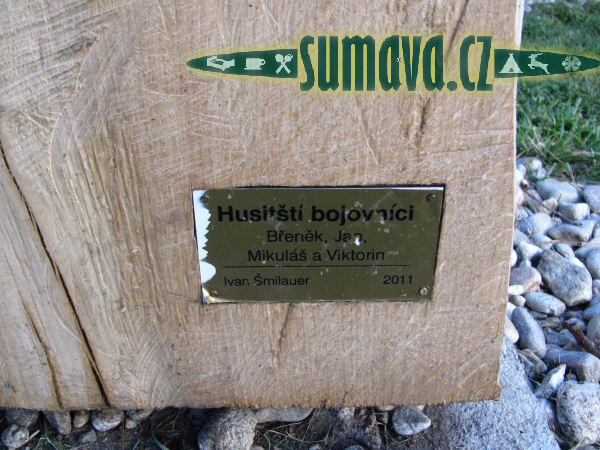 sumava.cz
Husitští bojovníci
Břeněk, Jan,
Mikuláš a Viktorin
Ivan Šmilauer 2011